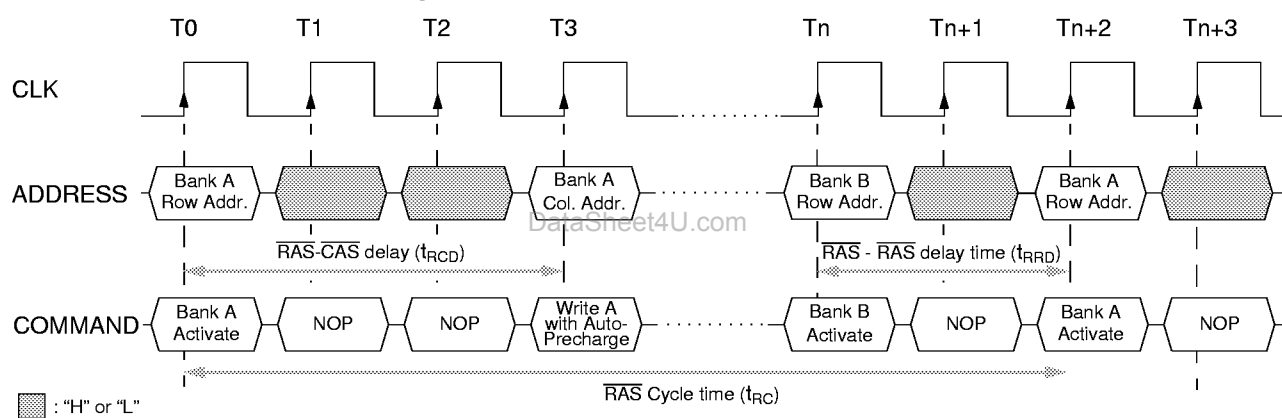 T0 T1 T2 T3 Tn Tn+1 Tn+2 Tn+3
CLK
ADDRESS
Bank A
Row Addr.
Bank A
Col. Addr.
Bank B
Row Addr.
Bank A
Row Addr.
DataSheet4U.com
RAS-CAS delay (tRCD)
RAS - RAS delay time (tRRD)
COMMAND
Bank A
Activate
NOP
NOP
Write A
with Auto-
Precharge
Bank B
Activate
NOP
Bank A
Activate
NOP
RAS Cycle time (tRC)
: “H” or “L”